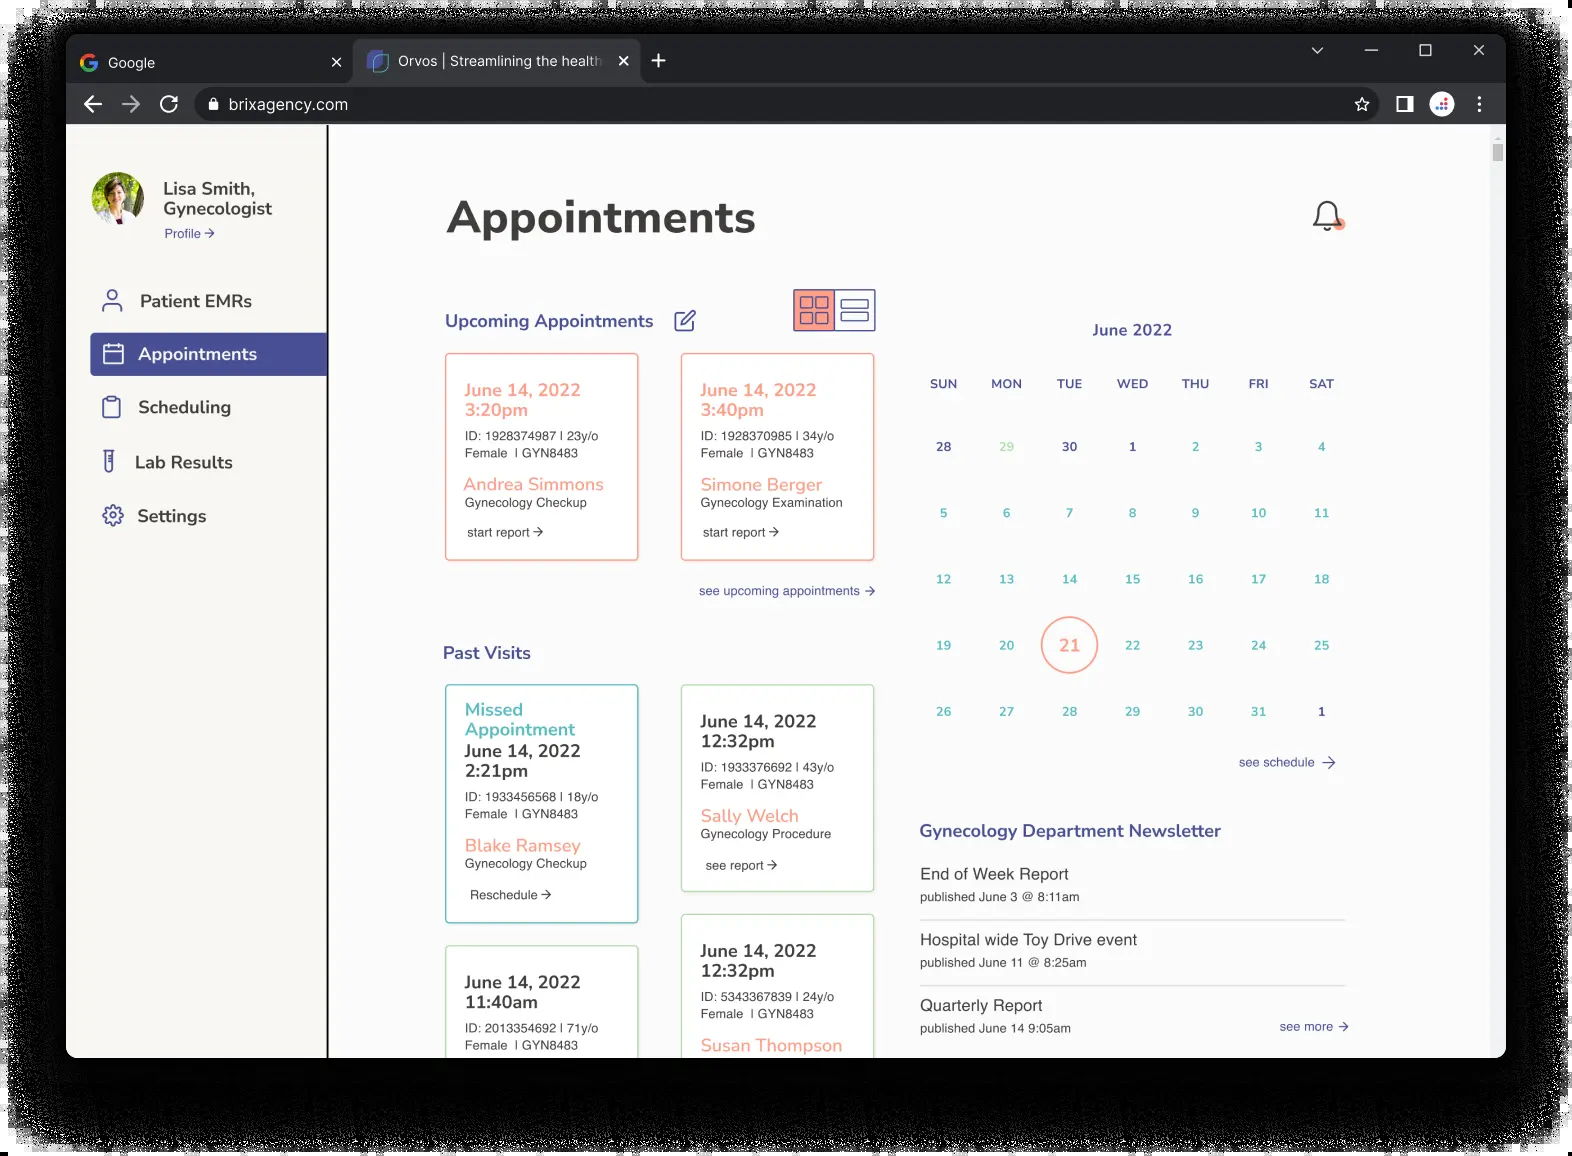 Google
Orvos | Streamlining the health
brixagency.com
Lisa Smith,
Gynecologist
Profile →
Patient EMRs
Appointments
Scheduling
Lab Results
Settings
Appointments
Upcoming Appointments
June 14, 2022
3:20pm
ID: 1928374987 | 23y/o
Female | GYN8483
Andrea Simmons
Gynecology Checkup
start report →
June 14, 2022
3:40pm
ID: 1928370985 | 34y/o
Female | GYN8483
Simone Berger
Gynecology Examination
start report →
see upcoming appointments →
Past Visits
Missed
Appointment
June 14, 2022
2:21pm
ID: 1933456568 | 18y/o
Female | GYN8483
Blake Ramsey
Gynecology Checkup
Reschedule →
June 14, 2022
11:40am
ID: 2013354692 | 71y/o
Female | GYN8483
June 14, 2022
12:32pm
ID: 1933376692 | 43y/o
Female | GYN8483
Sally Welch
Gynecology Procedure
see report →
June 14, 2022
12:32pm
ID: 5343367839 | 24y/o
Female | GYN8483
Susan Thompson
June 2022
SUN MON TUE WED THU FRI SAT
28 29 30 1 2 3 4
5 6 7 8 9 10 11
12 13 14 15 16 17 18
19 20 21 22 23 24 25
26 27 28 29 30 31 1
see schedule →
Gynecology Department Newsletter
End of Week Report
published June 3 @ 8:11am
Hospital wide Toy Drive event
published June 11 @ 8:25am
Quarterly Report
published June 14 9:05am
see more →